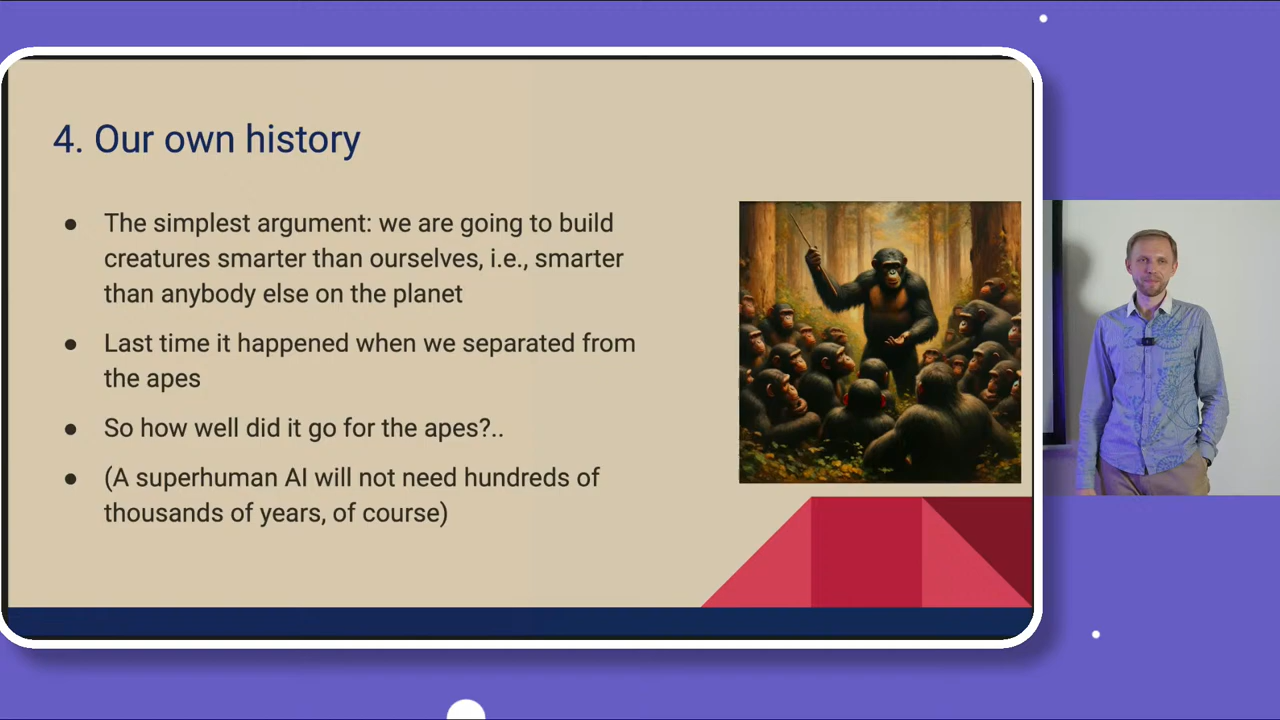 4. Our own history
● The simplest argument: we are going to build
creatures smarter than ourselves, i.e., smarter
than anybody else on the planet
● Last time it happened when we separated from
the apes
● So how well did it go for the apes?..
● (A superhuman AI will not need hundreds of
thousands of years, of course)